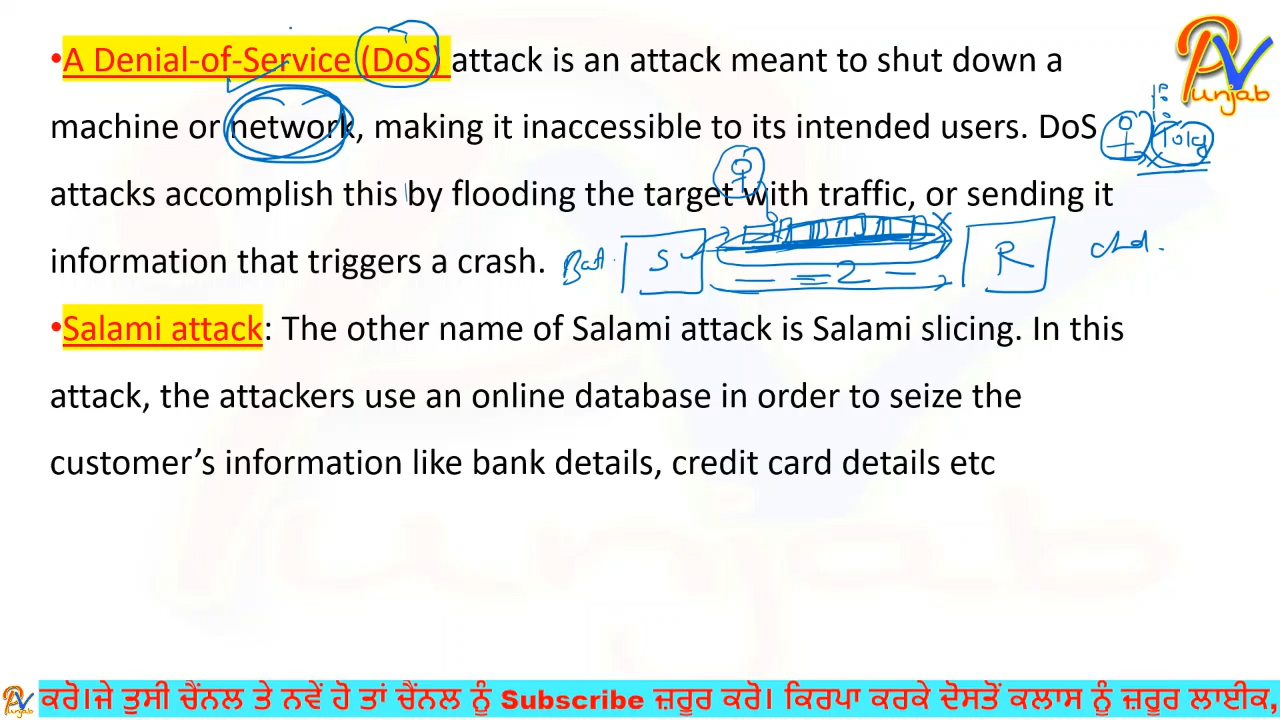 •A Denial-of-Service (DoS) attack is an attack meant to shut down a
machine or network, making it inaccessible to its intended users. DoS
attacks accomplish this by flooding the target with traffic, or sending it
information that triggers a crash.
S 2 R
•Salami attack: The other name of Salami attack is Salami slicing. In this
attack, the attackers use an online database in order to seize the
customer’s information like bank details, credit card details etc
PV Punjab
ਕਰੋ।ਜੇ ਤੁਸੀ ਚੈਂਨਲ ਤੇ ਨਵੇਂ ਹੋ ਤਾਂ ਚੈਂਨਲ ਨੂੰ Subscribe ਜ਼ਰੂਰ ਕਰੋ। ਕਿਰਪਾ ਕਰਕੇ ਦੋਸਤੋਂ ਕਲਾਸ ਨੂੰ ਜ਼ਰੂਰ ਲਾਈਕ,